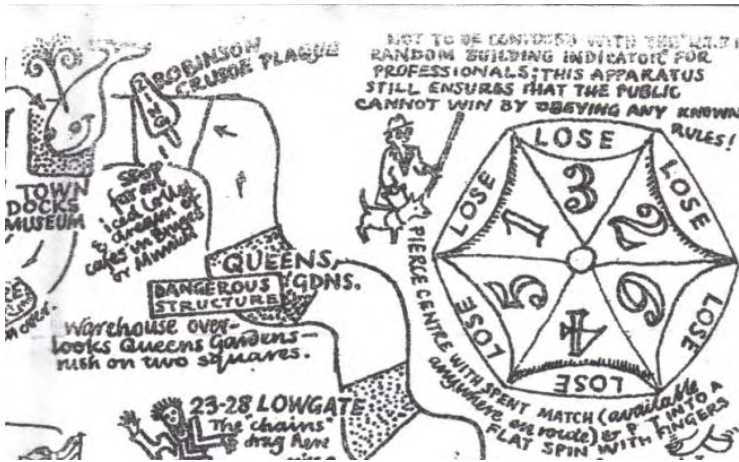 ROBINSON
CRUSOE PLAQUE
TOWN
DOCKS
MUSEUM
Stop
for an
iced lolly
& dream of
cafes in Bruges
or Munich
QUEENS,
GDNS.
DANGEROUS
STRUCTURE
Warehouse over-
looks Queens Gardens—
rush on two squares.
23-28 LOWGATE
The "chains"
drag here
NOT TO BE CONFUSED WITH THE
RANDOM BUILDING INDICATOR FOR
PROFESSIONALS; THIS APPARATUS
STILL ENSURES THAT THE PUBLIC
CANNOT WIN BY OBEYING ANY KNOWN
RULES!
LOSE
LOSE
LOSE
LOSE
LOSE
LOSE
1
3
2
5
4
6
PIERCE CENTRE WITH SPENT MATCH (available
anywhere on route) & P. T INTO A
FLAT SPIN WITH FINGERS